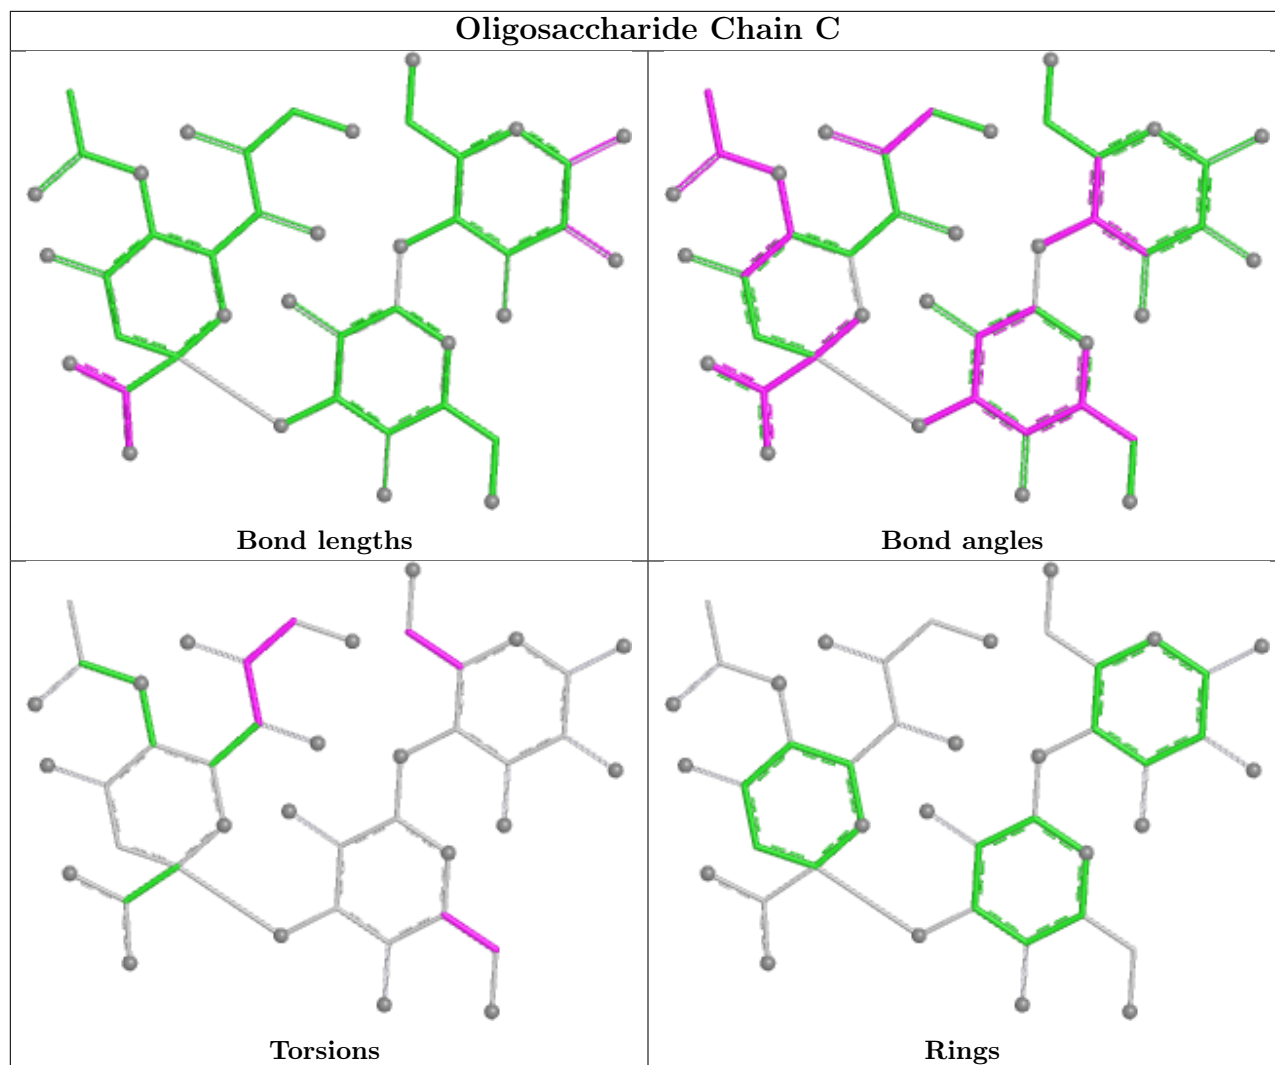 Oligosaccharide Chain C
Bond lengths
Bond angles
Torsions
Rings